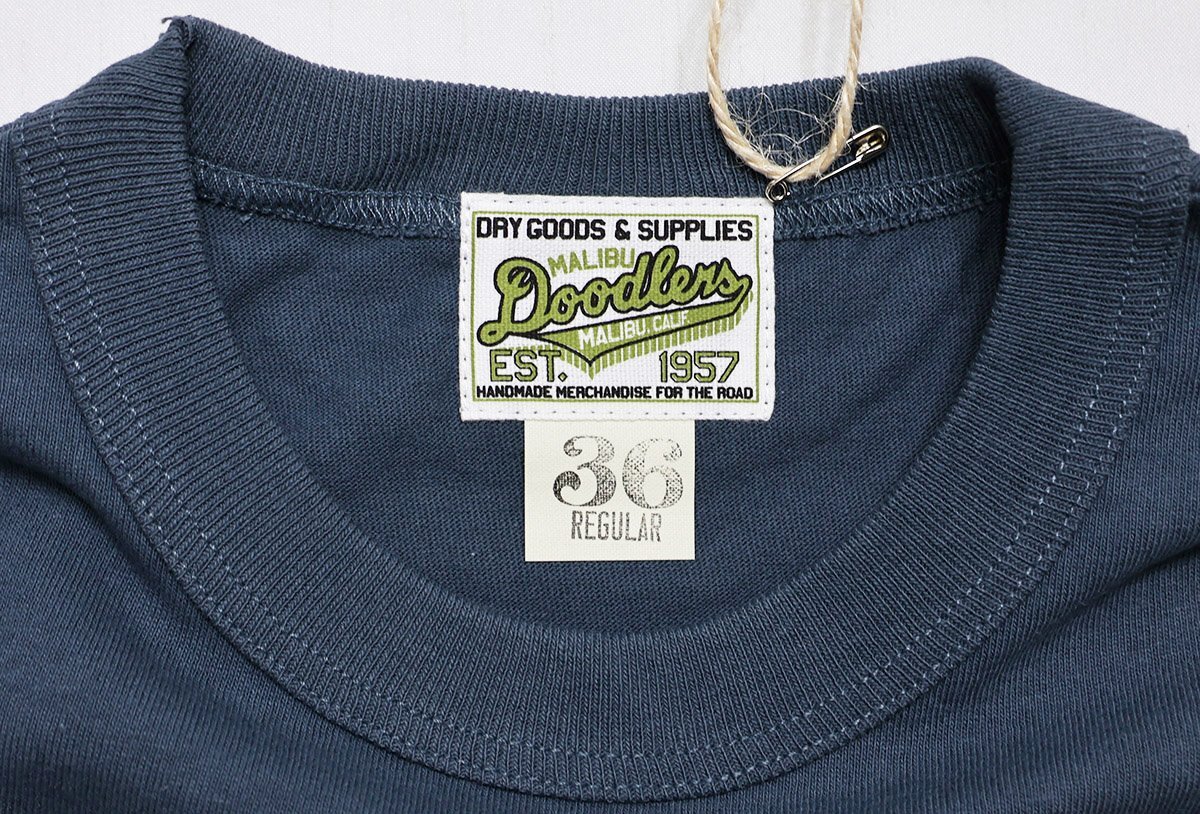 DRY GOODS & SUPPLIES
MALIBU
Doodlers
MALIBU, CALIF.
EST. 1957
HANDMADE MERCHANDISE FOR THE ROAD
36
REGULAR